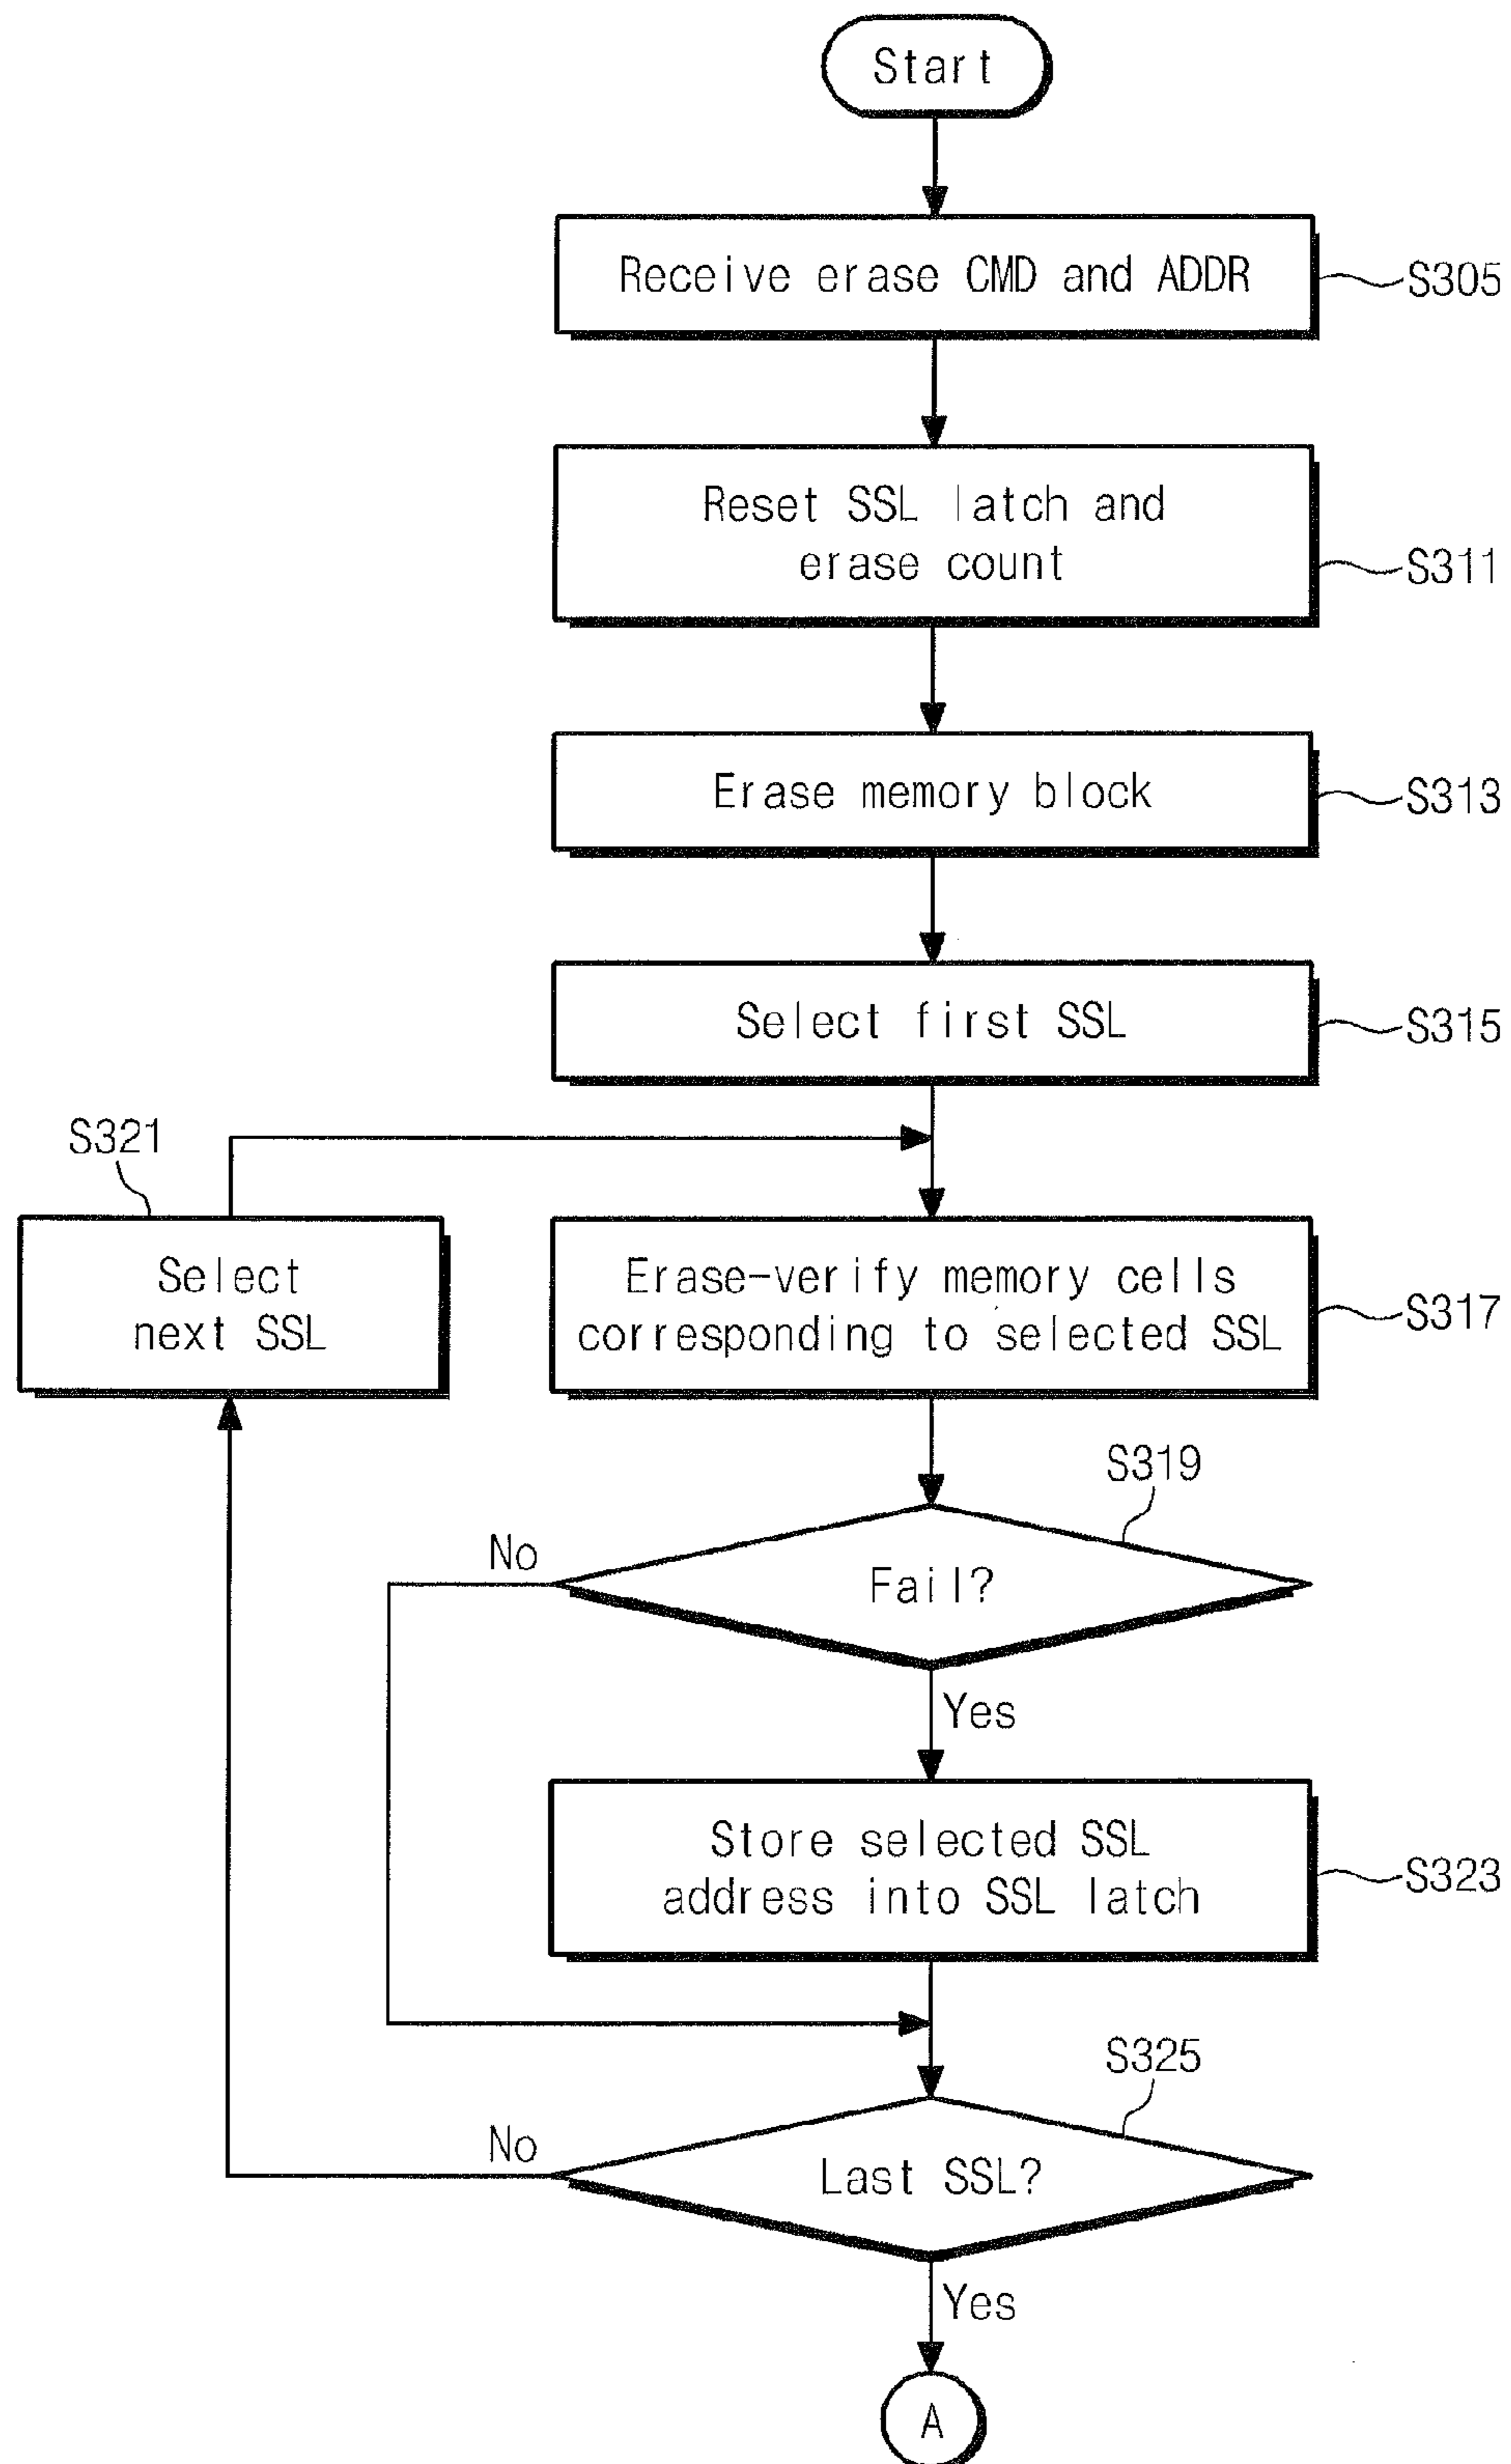 Start
Receive erase CMD and ADDR
S305
Reset SSL latch and
erase count
S311
Erase memory block
S313
Select first SSL
S315
S321
Select
next SSL
Erase-verify memory cells
corresponding to selected SSL
S317
S319
No
Fail?
Yes
Store selected SSL
address into SSL latch
S323
S325
No
Last SSL?
Yes
A